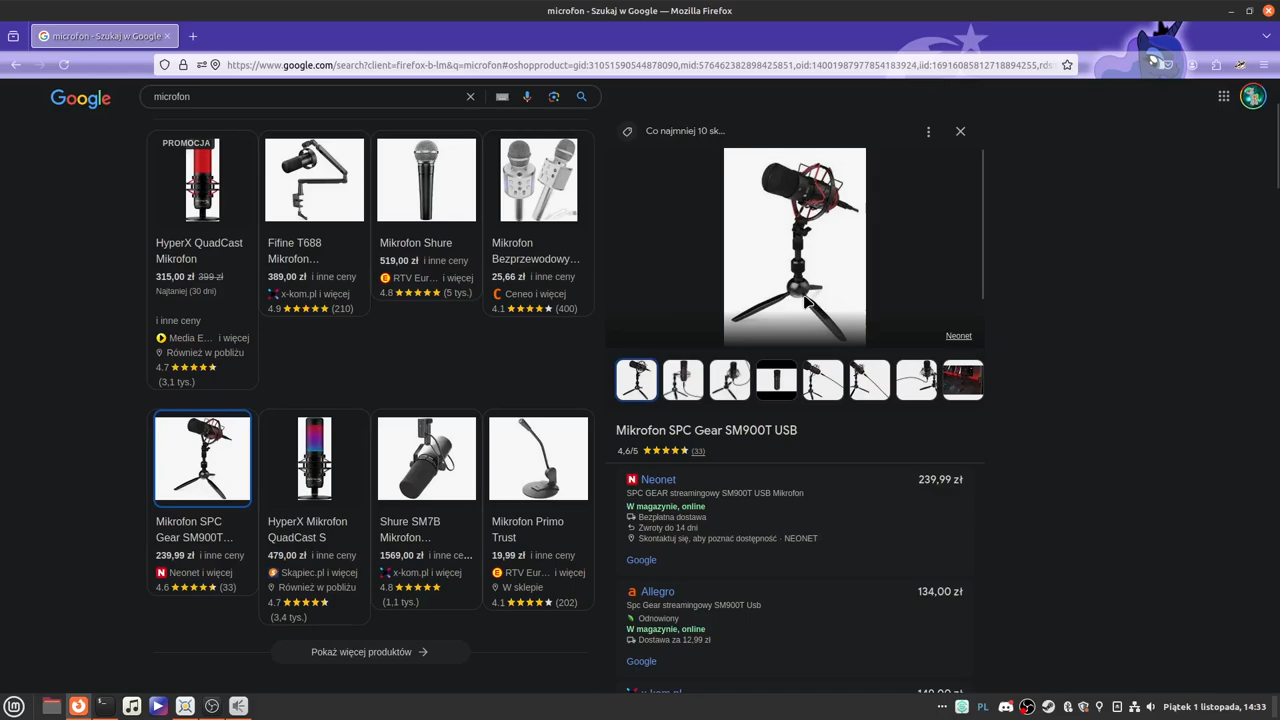 microfon - Szukaj w Google — Mozilla Firefox
microfon - Szukaj w Google
https://www.google.com/search?client=firefox-b-lm&q=microfon#oshopproduct=gid:31051590544878090,mid:576462382898425851,oid:14001987977854183924,iid:16916085812718894255,rds
Google
microfon
Co najmniej 10 sk...
PROMOCJA
HyperX QuadCast
Mikrofon
315,00 zł 399 zł
Najtaniej (30 dni)
i inne ceny
Media E… i więcej
Również w pobliżu
4.7
(3,1 tys.)
Fifine T688
Mikrofon…
389,00 zł i inne ceny
x-kom.pl i więcej
4.9 (210)
Mikrofon Shure
519,00 zł i inne ceny
RTV Eur… i więcej
4.8 (5 tys.)
Mikrofon
Bezprzewodowy…
25,66 zł i inne ceny
Ceneo i więcej
4.1 (400)
Mikrofon SPC
Gear SM900T…
239,99 zł i inne ceny
Neonet i więcej
4.6 (33)
HyperX Mikrofon
QuadCast S
479,00 zł i inne ceny
Skąpiec.pl i więcej
Również w pobliżu
4.7
(3,4 tys.)
Shure SM7B
Mikrofon…
1569,00 zł i inne ce…
x-kom.pl i więcej
4.8
(1,1 tys.)
Mikrofon Primo
Trust
19,99 zł i inne ceny
RTV Eur… i więcej
W sklepie
4.1 (202)
Pokaż więcej produktów
Neonet
Mikrofon SPC Gear SM900T USB
4,6/5 (33)
N Neonet 239,99 zł
SPC GEAR streamingowy SM900T USB Mikrofon
W magazynie, online
Bezpłatna dostawa
Zwroty do 14 dni
Skontaktuj się, aby poznać dostępność · NEONET
Google
a Allegro 134,00 zł
Spc Gear streamingowy SM900T Usb
Odnowiony
W magazynie, online
Dostawa za 12,99 zł
Google
x-kom.pl 149,00 zł
PL
Piątek 1 listopada, 14:33